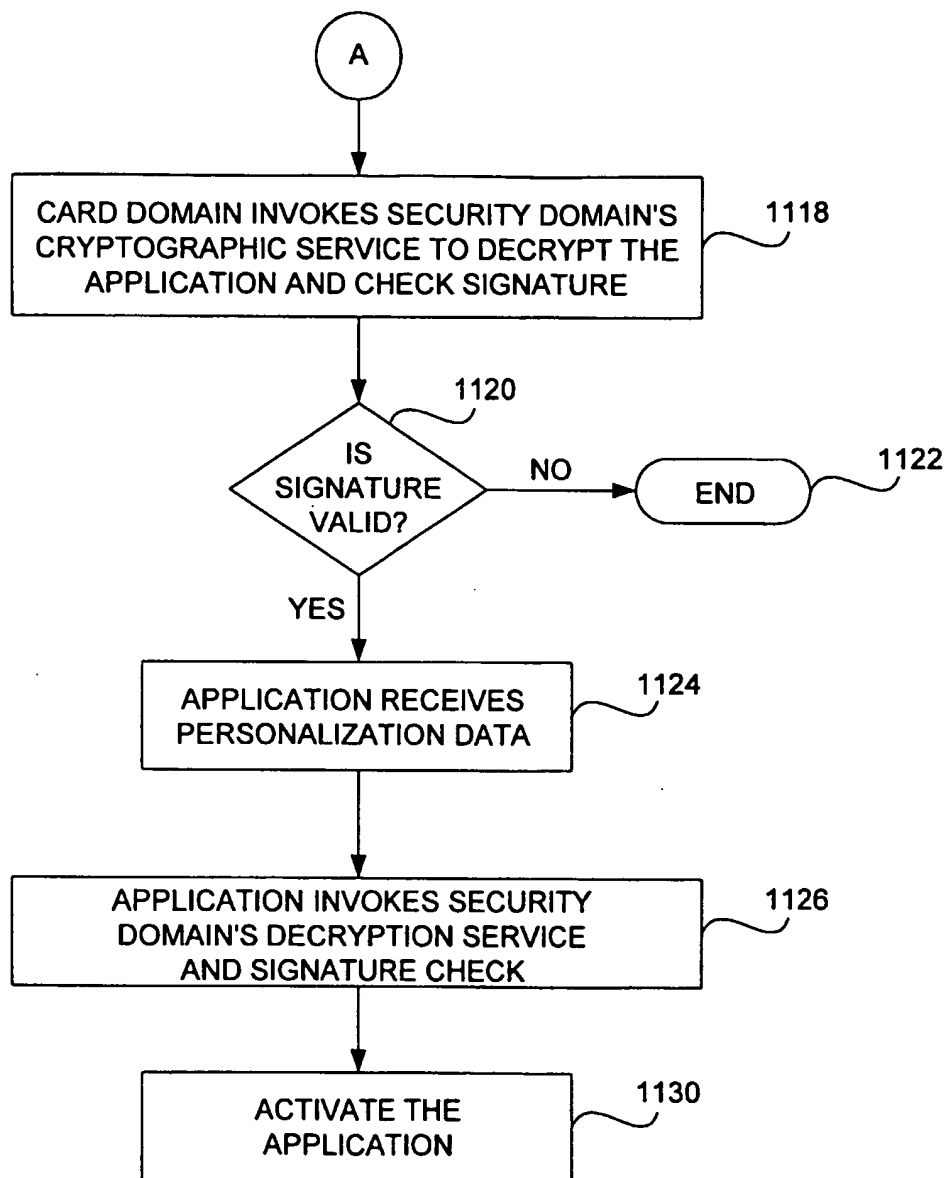 A
CARD DOMAIN INVOKES SECURITY DOMAIN'S
CRYPTOGRAPHIC SERVICE TO DECRYPT THE
APPLICATION AND CHECK SIGNATURE
1118
1120
IS
SIGNATURE
VALID?
NO
END
1122
YES
APPLICATION RECEIVES
PERSONALIZATION DATA
1124
APPLICATION INVOKES SECURITY
DOMAIN'S DECRYPTION SERVICE
AND SIGNATURE CHECK
1126
ACTIVATE THE
APPLICATION
1130